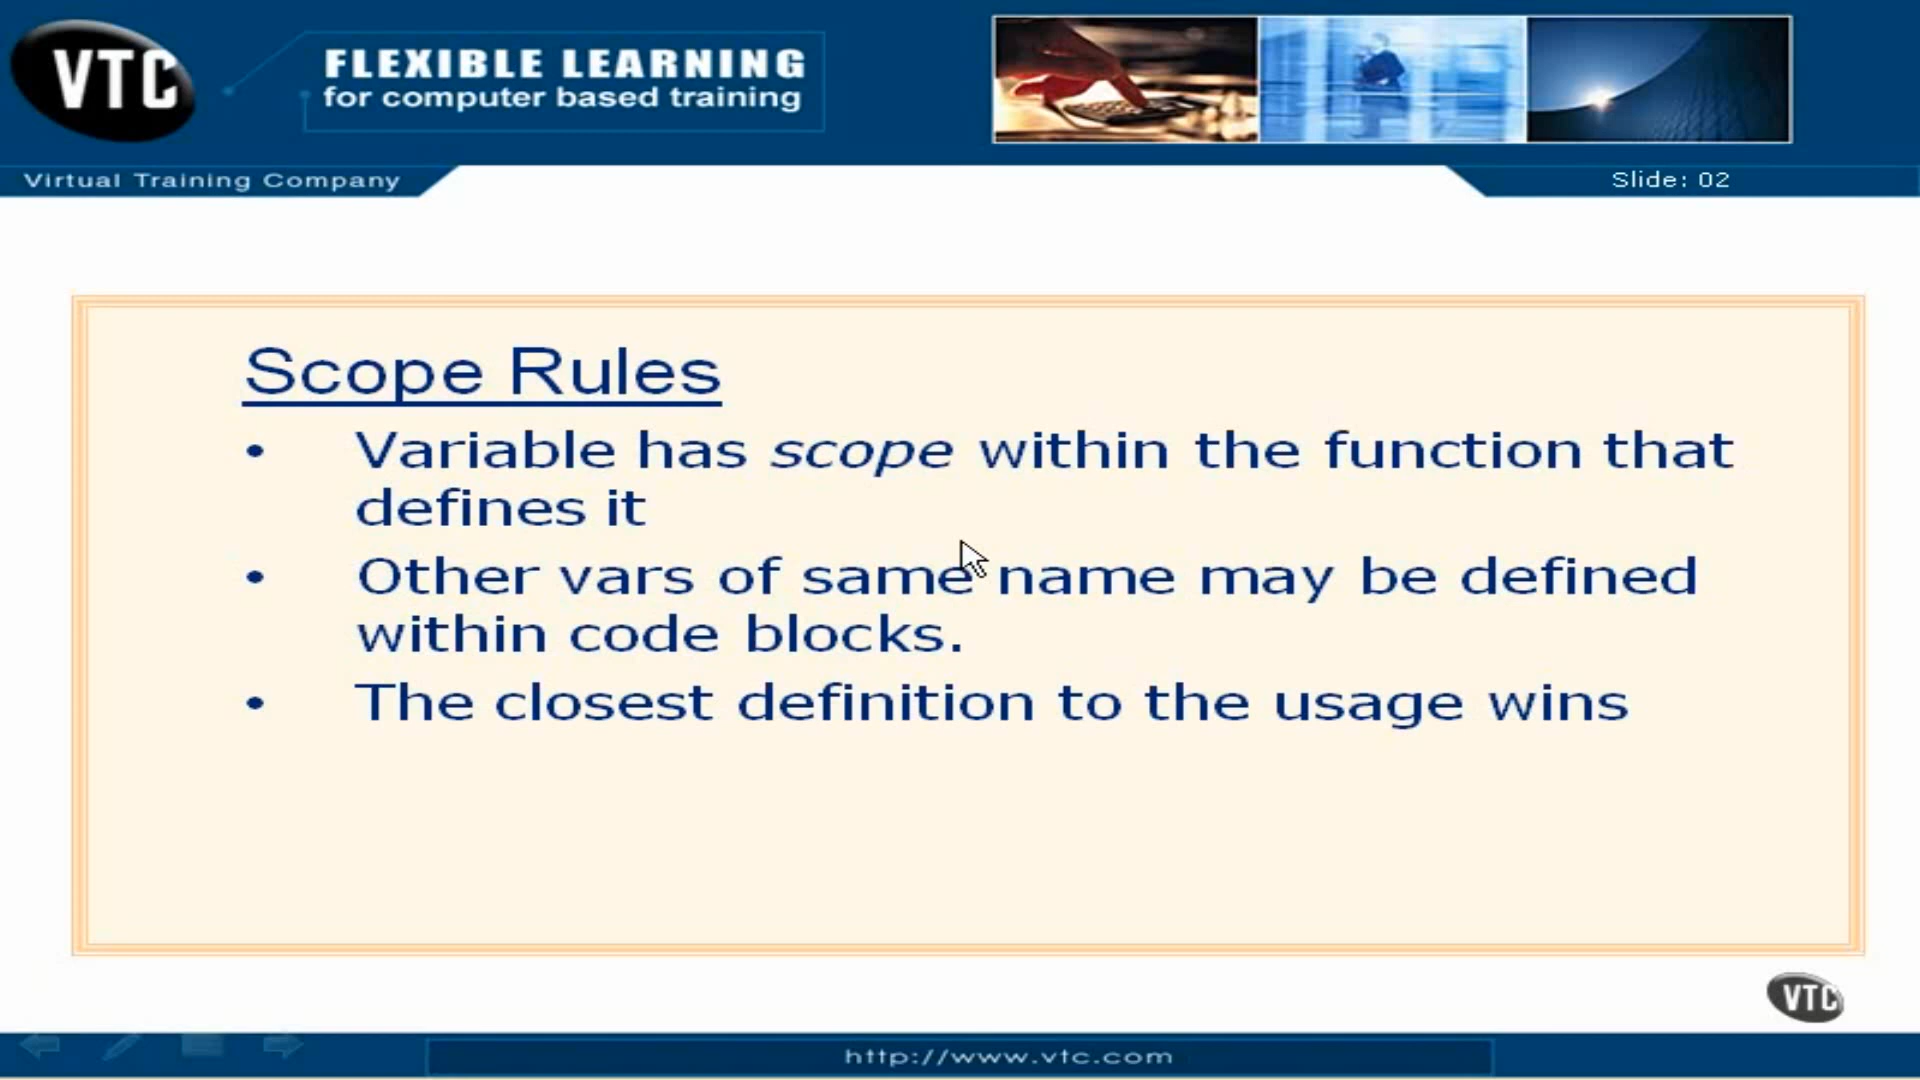 VTC
FLEXIBLE LEARNING
for computer based training
Virtual Training Company
Slide: 02
Scope Rules
• Variable has scope within the function that
defines it
• Other vars of same name may be defined
within code blocks.
• The closest definition to the usage wins
VTC
http://www.vtc.com